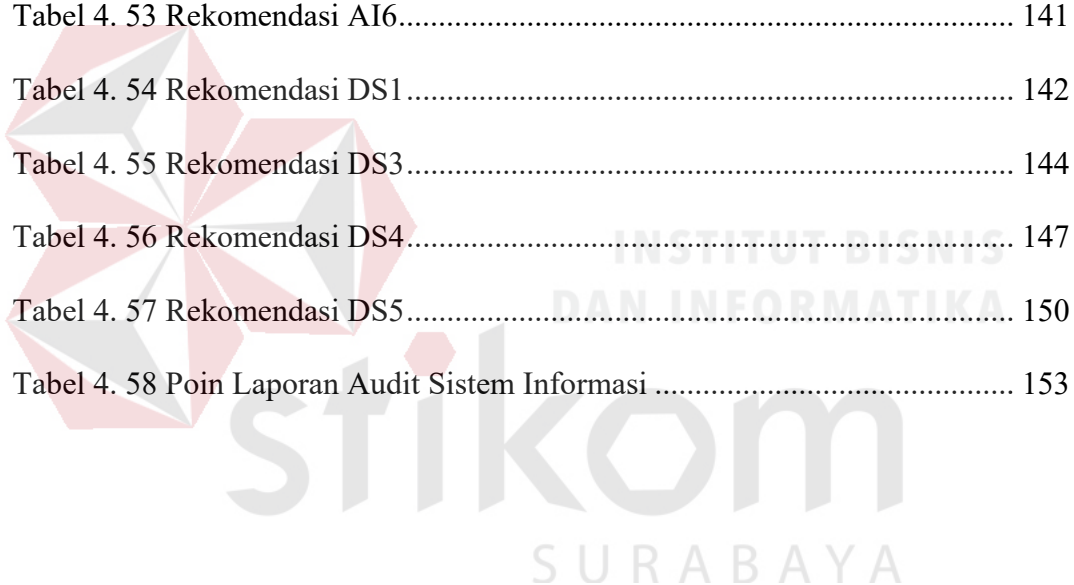 Tabel 4. 53 Rekomendasi AI6.......................................................................................... 141
Tabel 4. 54 Rekomendasi DS1......................................................................................... 142
Tabel 4. 55 Rekomendasi DS3......................................................................................... 144
Tabel 4. 56 Rekomendasi DS4......................................................................................... 147
INSTITUT BISNIS
Tabel 4. 57 Rekomendasi DS5......................................................................................... 150
DAN INFORMATIKA
Tabel 4. 58 Poin Laporan Audit Sistem Informasi ..................................................... 153
stikom
SURABAYA